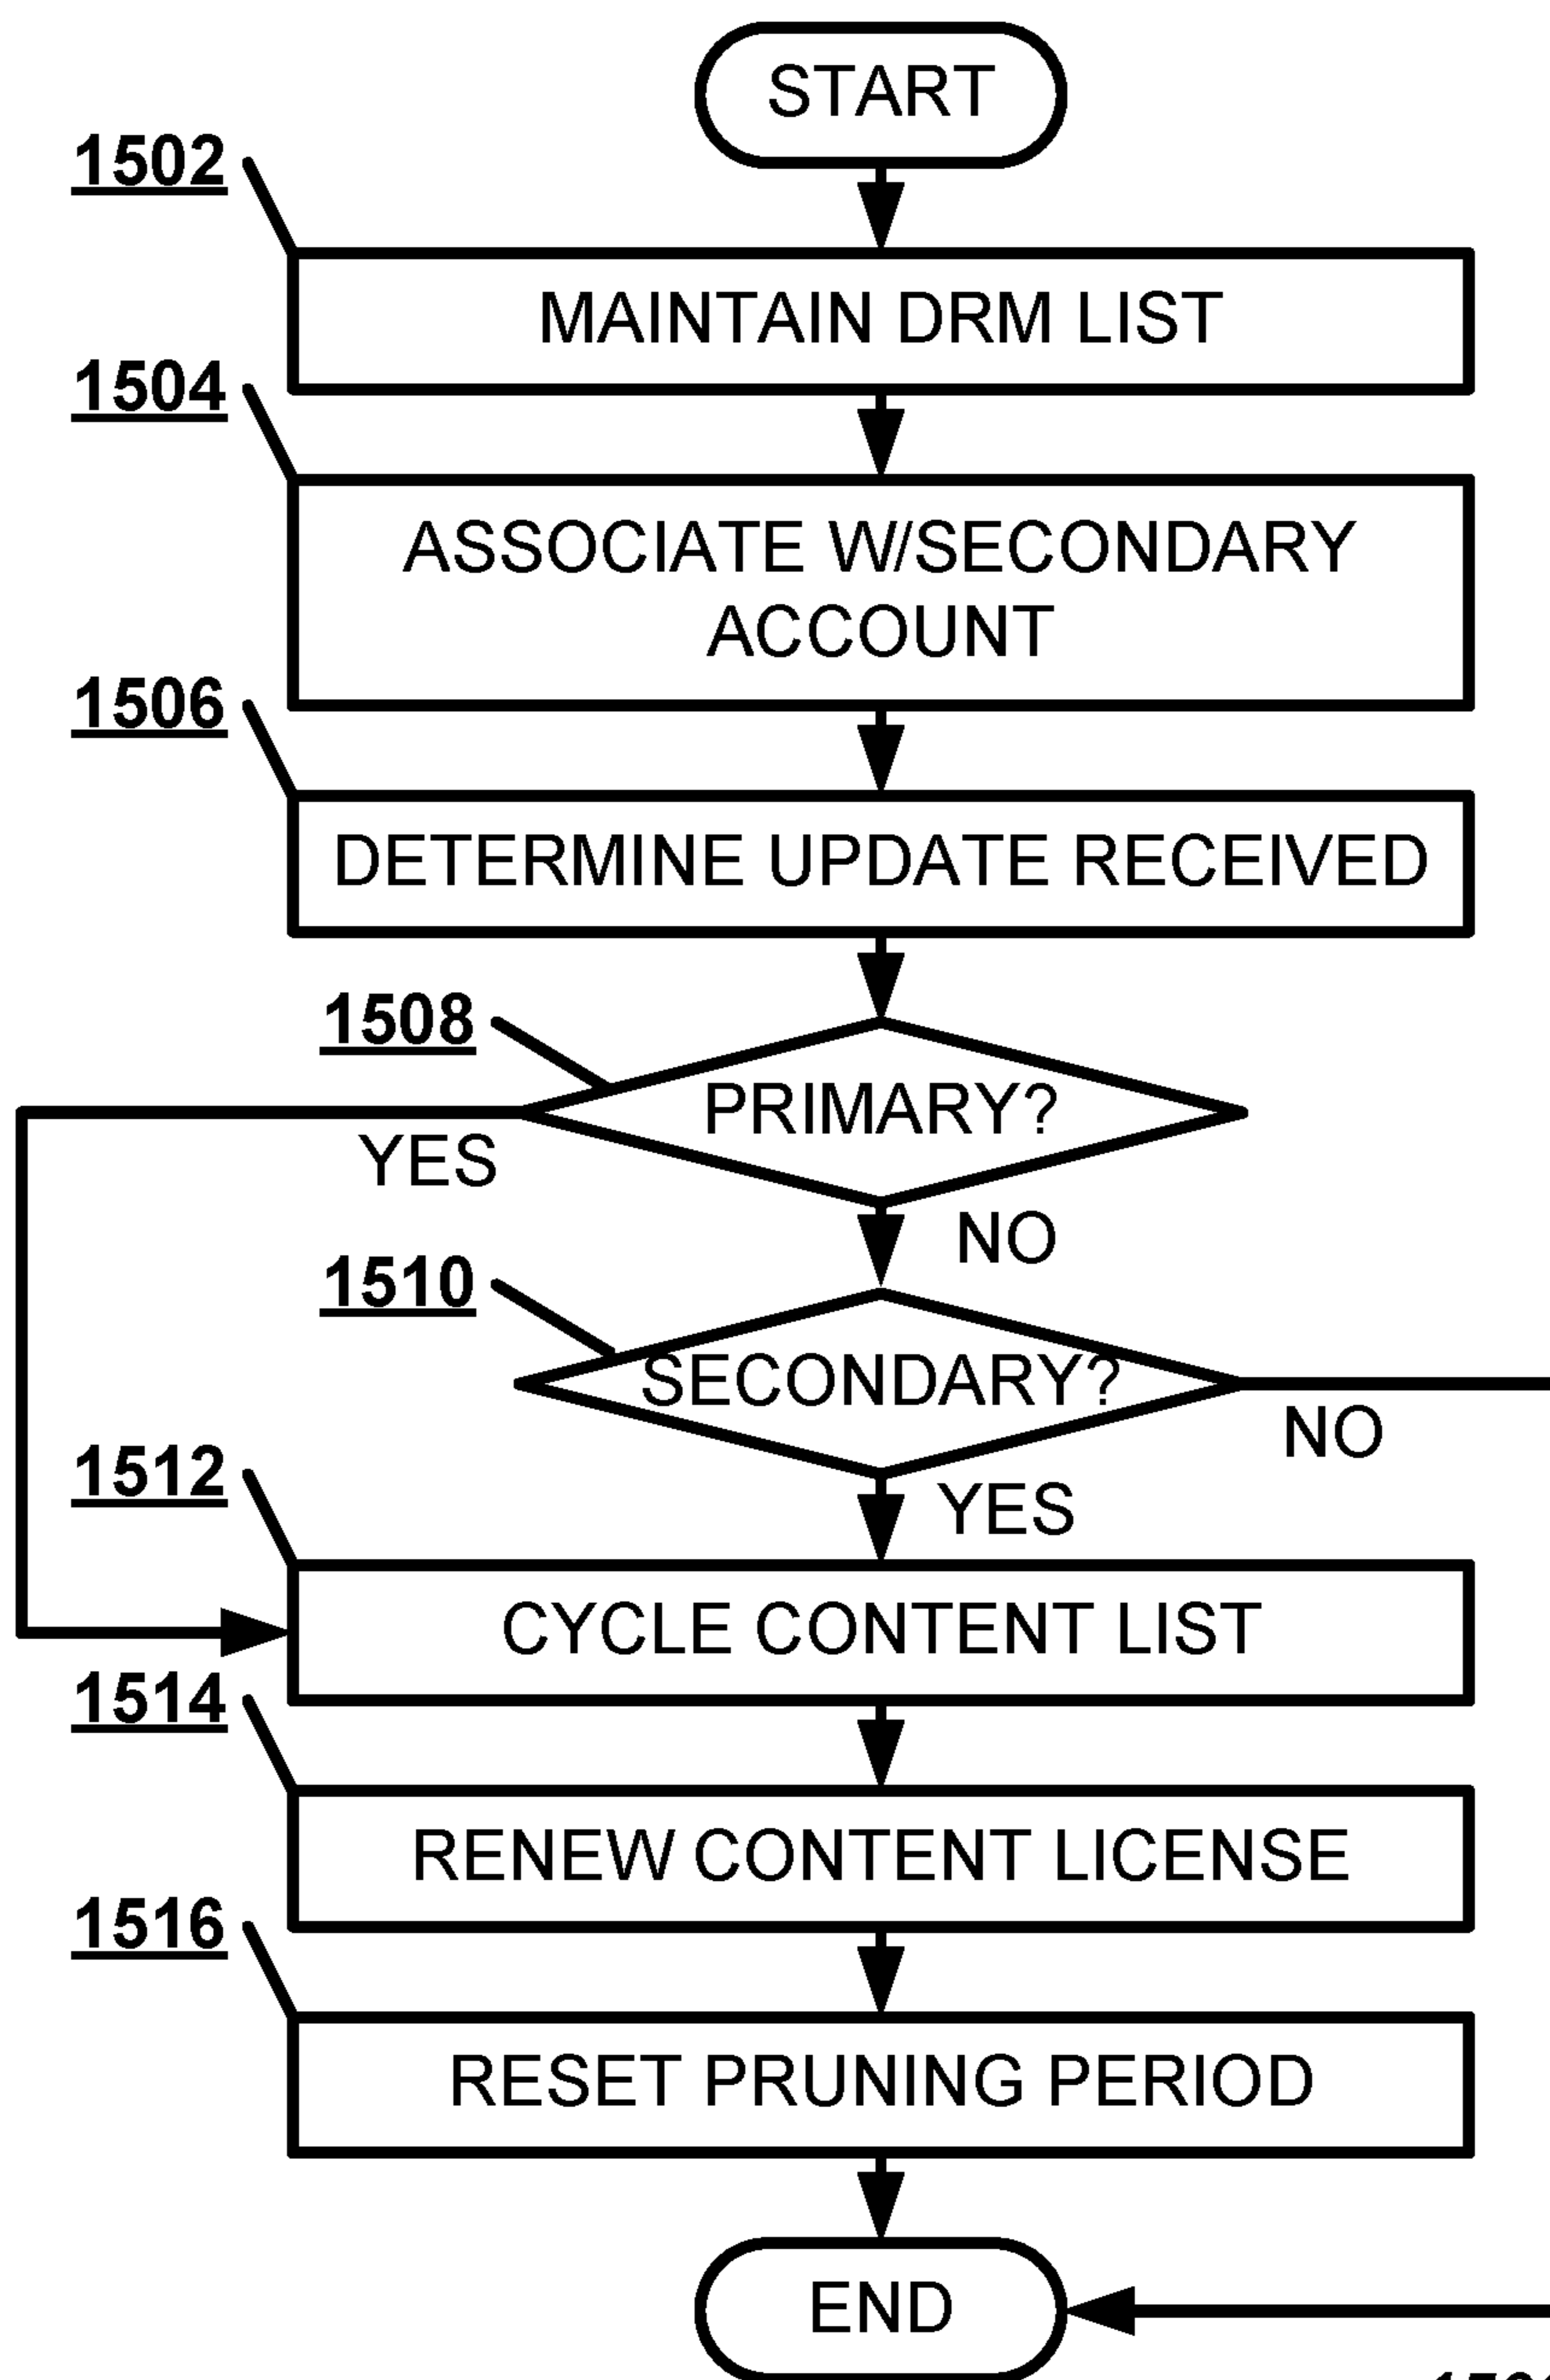 START
1502
MAINTAIN DRM LIST
1504
ASSOCIATE W/SECONDARY
ACCOUNT
1506
DETERMINE UPDATE RECEIVED
1508
PRIMARY?
YES
NO
1510
SECONDARY?
NO
YES
1512
CYCLE CONTENT LIST
1514
RENEW CONTENT LICENSE
1516
RESET PRUNING PERIOD
END